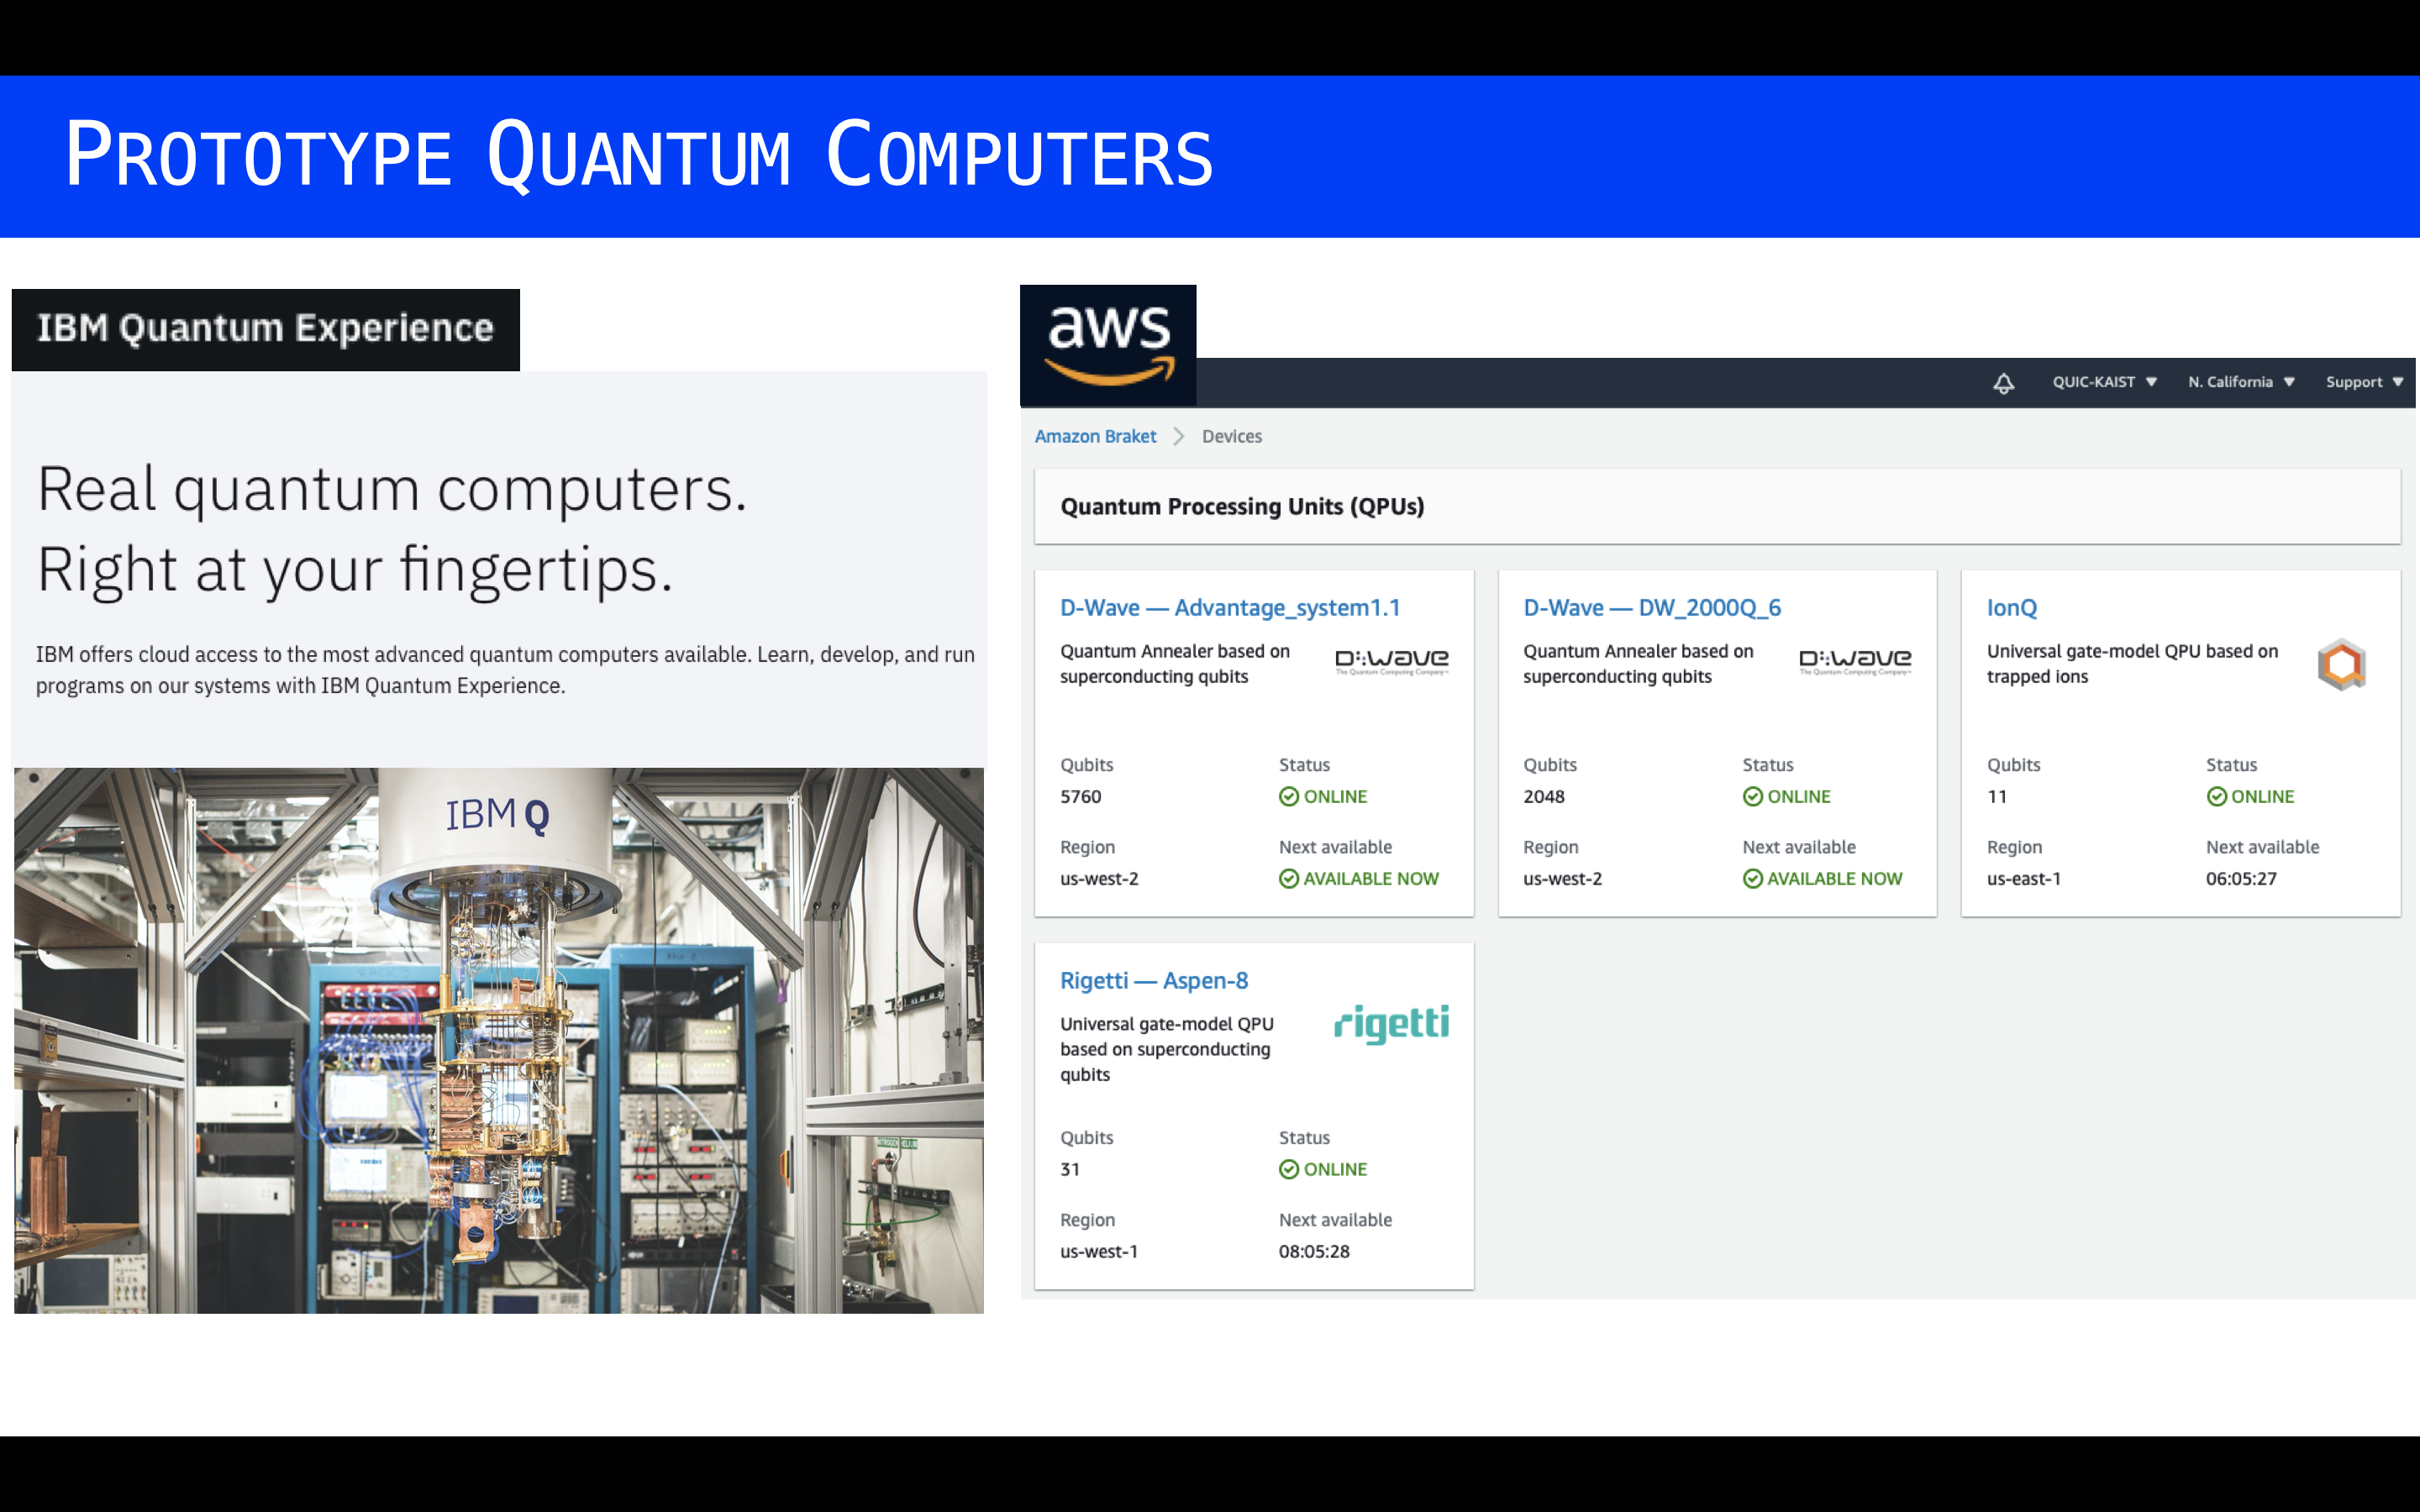 PROTOTYPE QUANTUM COMPUTERS
IBM Quantum Experience
Real quantum computers.
Right at your fingertips.
IBM offers cloud access to the most advanced quantum computers available. Learn, develop, and run
programs on our systems with IBM Quantum Experience.
IBM Q
NITROGEN HELIUM
aws
QUIC-KAIST
N. California
Support
Amazon Braket
Devices
Quantum Processing Units (QPUs)
D-Wave — Advantage_system1.1
Quantum Annealer based on
superconducting qubits
D:wave
The Quantum Computing Company™
Qubits
Status
5760
ONLINE
Region
Next available
us-west-2
AVAILABLE NOW
D-Wave — DW_2000Q_6
Quantum Annealer based on
superconducting qubits
D:wave
The Quantum Computing Company™
Qubits
Status
2048
ONLINE
Region
Next available
us-west-2
AVAILABLE NOW
IonQ
Universal gate-model QPU based on
trapped ions
Qubits
Status
11
ONLINE
Region
Next available
us-east-1
06:05:27
Rigetti — Aspen-8
Universal gate-model QPU
based on superconducting
qubits
rigetti
Qubits
Status
31
ONLINE
Region
Next available
us-west-1
08:05:28